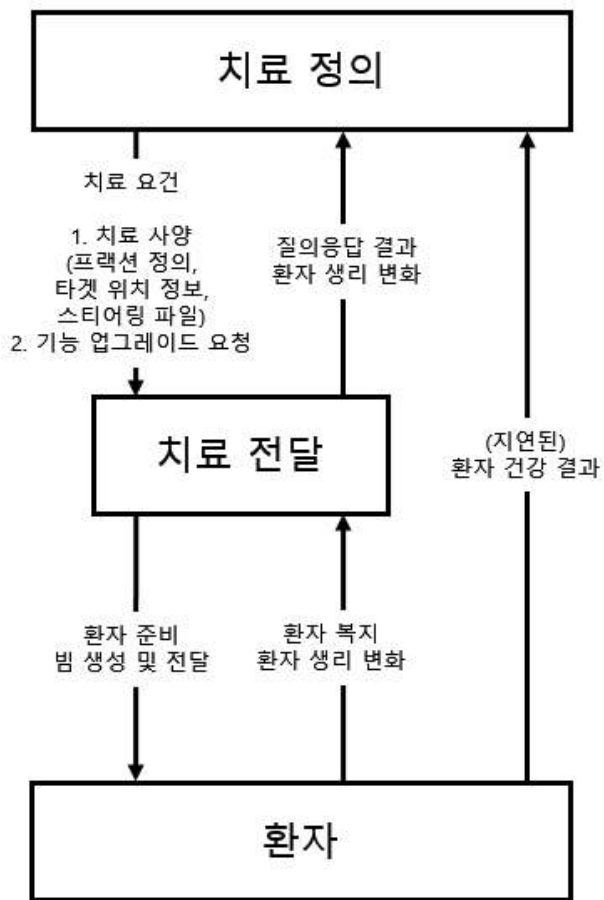 치료 정의
치료 요건
1. 치료 사양
(프랙션 정의,
타겟 위치 정보,
스티어링 파일)
2. 기능 업그레이드 요청
질의응답 결과
환자 생리 변화
(지연된)
환자 건강 결과
치료 전달
환자 준비
빔 생성 및 전달
환자 복지
환자 생리 변화
환자